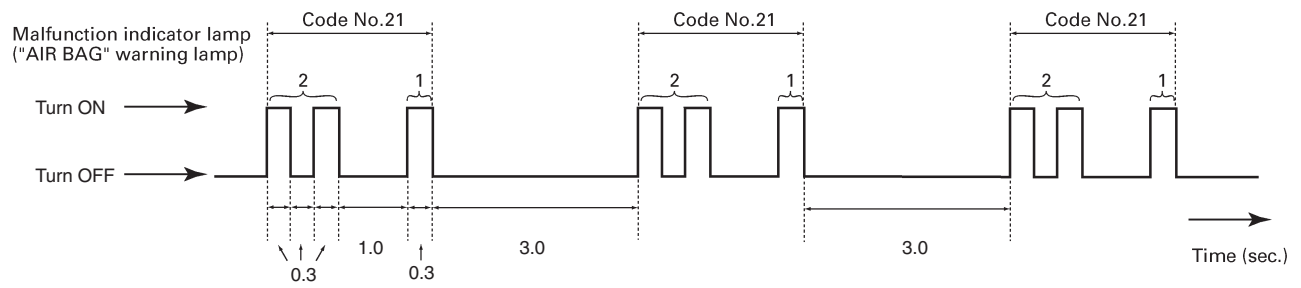 Code No.21 Code No.21 Code No.21
Malfunction indicator lamp
("AIR BAG" warning lamp)
2 1 2 1 2 1
Turn ON
Turn OFF
1.0 3.0 3.0
0.3 0.3
Time (sec.)